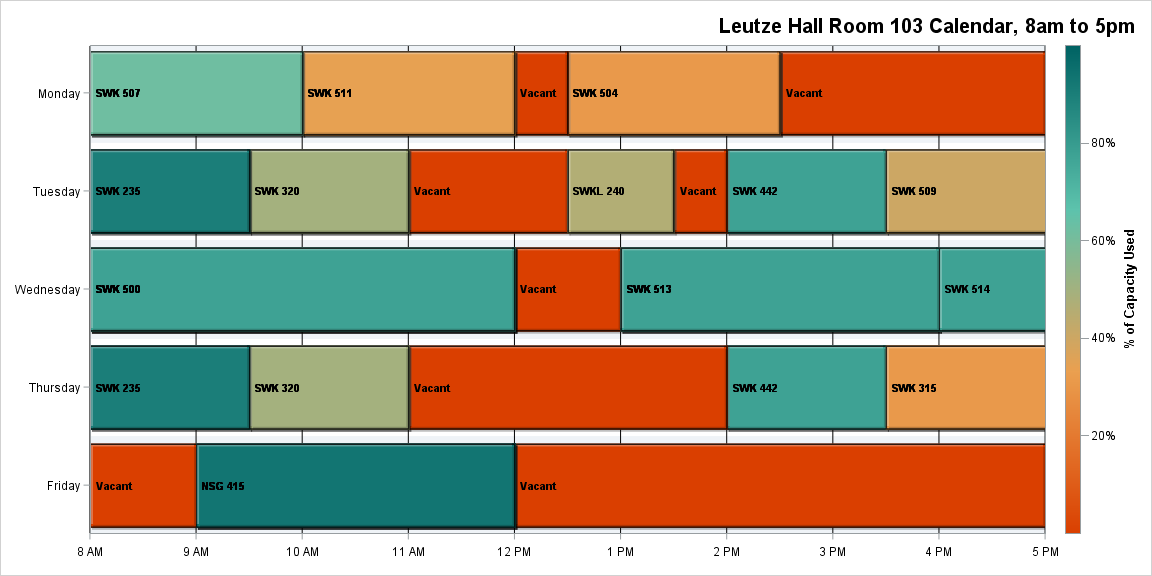 Leutze Hall Room 103 Calendar, 8am to 5pm
Monday
SWK 507
SWK 511
Vacant
SWK 504
Vacant
Tuesday
SWK 235
SWK 320
Vacant
SWKL 240
Vacant
SWK 442
SWK 509
Wednesday
SWK 500
Vacant
SWK 513
SWK 514
Thursday
SWK 235
SWK 320
Vacant
SWK 442
SWK 315
Friday
Vacant
NSG 415
Vacant
8 AM
9 AM
10 AM
11 AM
12 PM
1 PM
2 PM
3 PM
4 PM
5 PM
80%
60%
40%
20%
% of Capacity Used